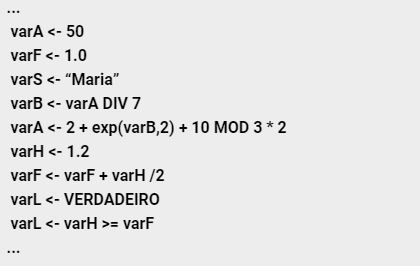 ...
varA <- 50
varF <- 1.0
varS <- “Maria”
varB <- varA DIV 7
varA <- 2 + exp(varB,2) + 10 MOD 3 * 2
varH <- 1.2
varF <- varF + varH /2
varL <- VERDADEIRO
varL <- varH >= varF
...